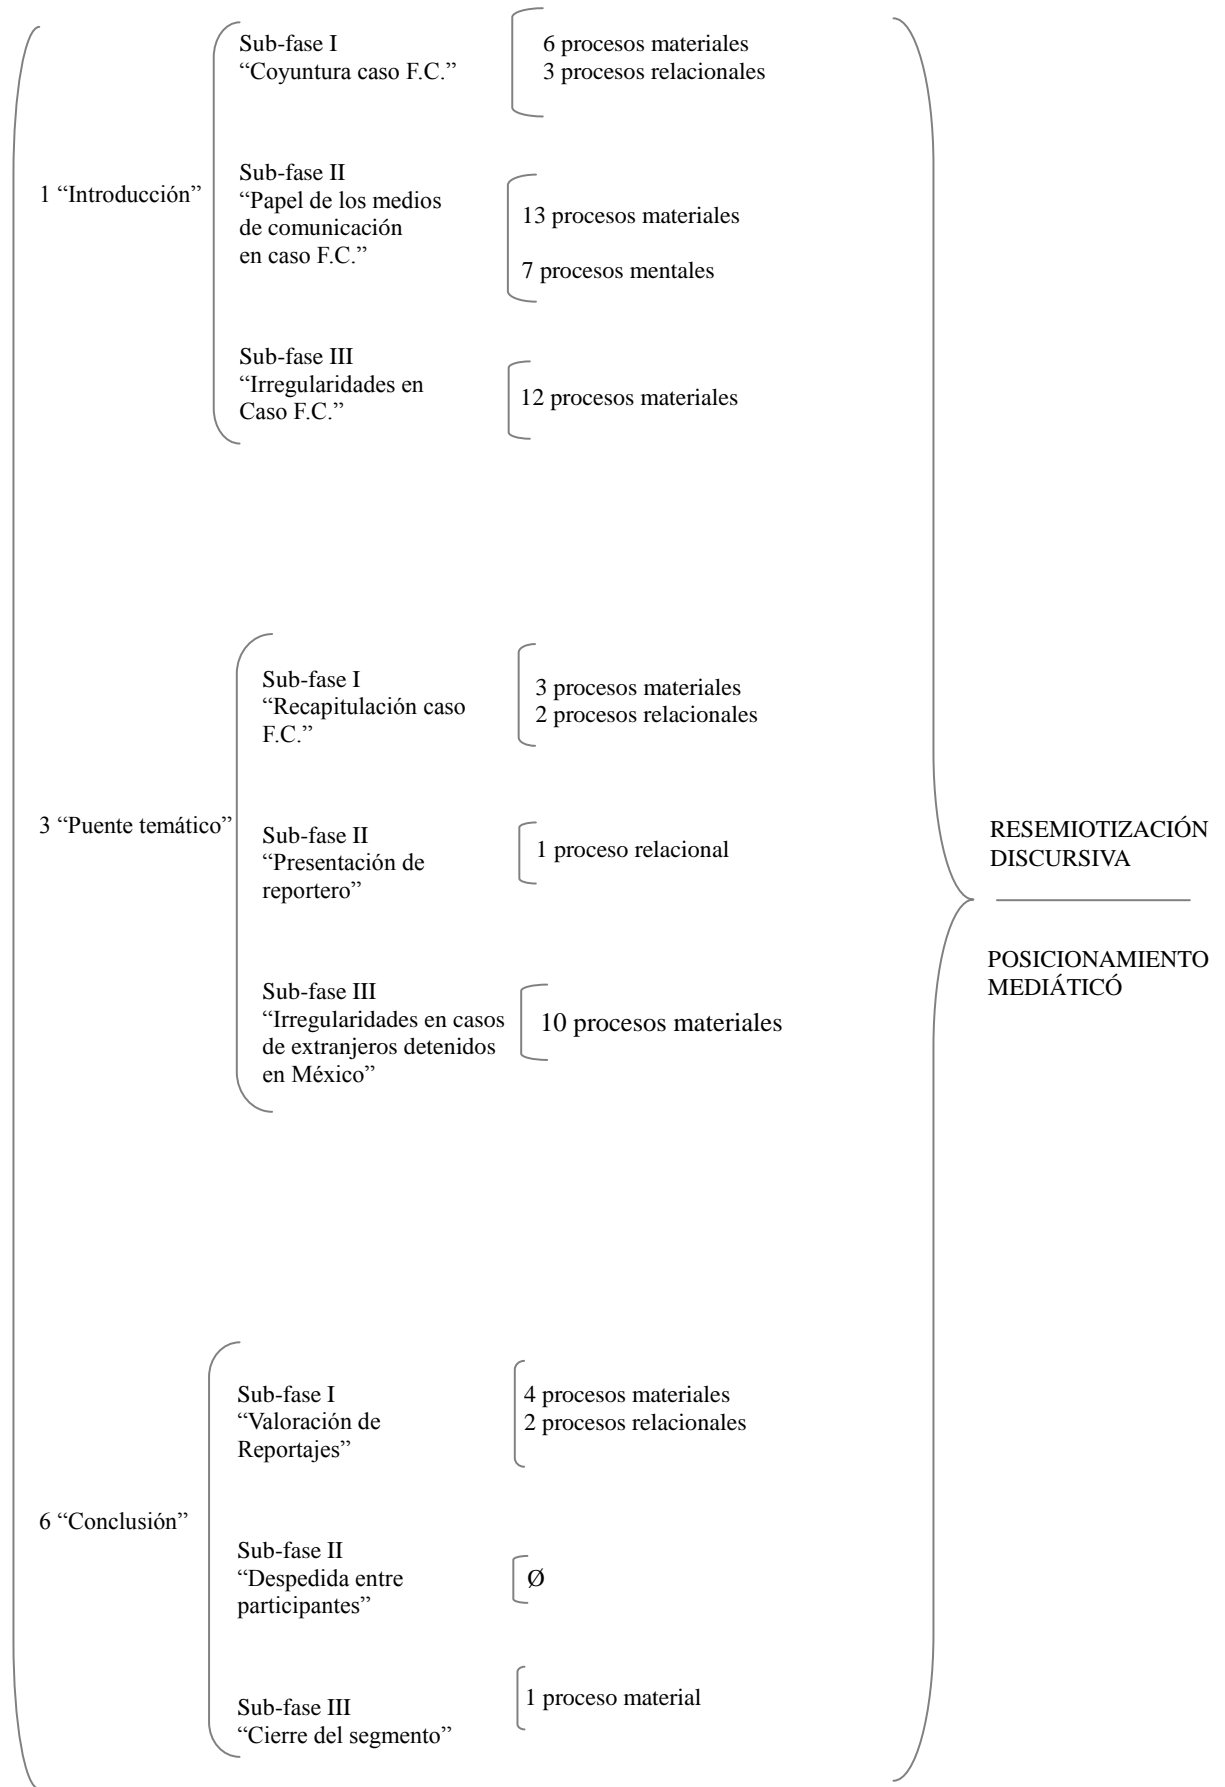 Sub-fase I
“Coyuntura caso F.C.”
6 procesos materiales
3 procesos relacionales
1 “Introducción”
Sub-fase II
“Papel de los medios
de comunicación
en caso F.C.”
13 procesos materiales
7 procesos mentales
Sub-fase III
“Irregularidades en
Caso F.C.”
12 procesos materiales
3 “Puente temático”
Sub-fase I
“Recapitulación caso
F.C.”
3 procesos materiales
2 procesos relacionales
Sub-fase II
“Presentación de
reportero”
1 proceso relacional
Sub-fase III
“Irregularidades en casos
de extranjeros detenidos
en México”
10 procesos materiales
6 “Conclusión”
Sub-fase I
“Valoración de
Reportajes”
4 procesos materiales
2 procesos relacionales
Sub-fase II
“Despedida entre
participantes”
Ø
Sub-fase III
“Cierre del segmento”
1 proceso material
RESEMIOTIZACIÓN
DISCURSIVA
POSICIONAMIENTO
MEDIÁTICÓ